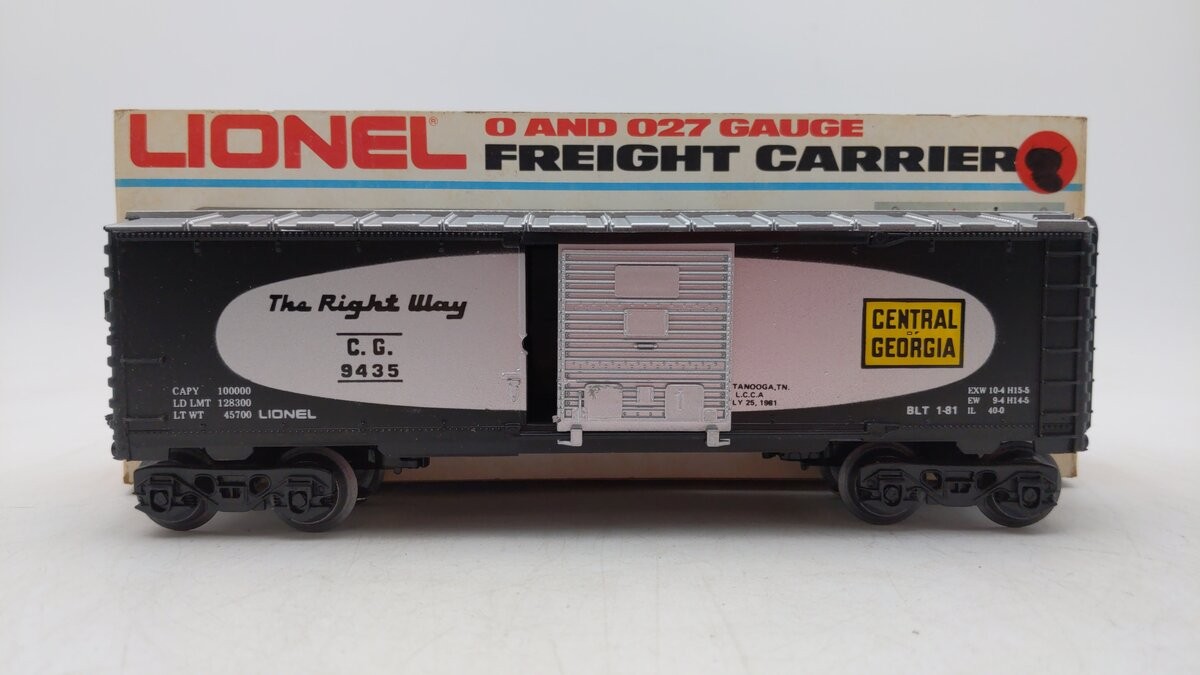 LIONEL®
O AND O27 GAUGE
FREIGHT CARRIER
The Right Way
C. G.
9435
CAPY 100000
LD LMT 128300
LT WT 45700 LIONEL
CENTRAL
OF
GEORGIA
TANOOGA, TN.
L.C.C.A
LY 25, 1981
BLT 1-81
EXW 10-4 H15-5
EW 9-4 H14-5
IL 40-0